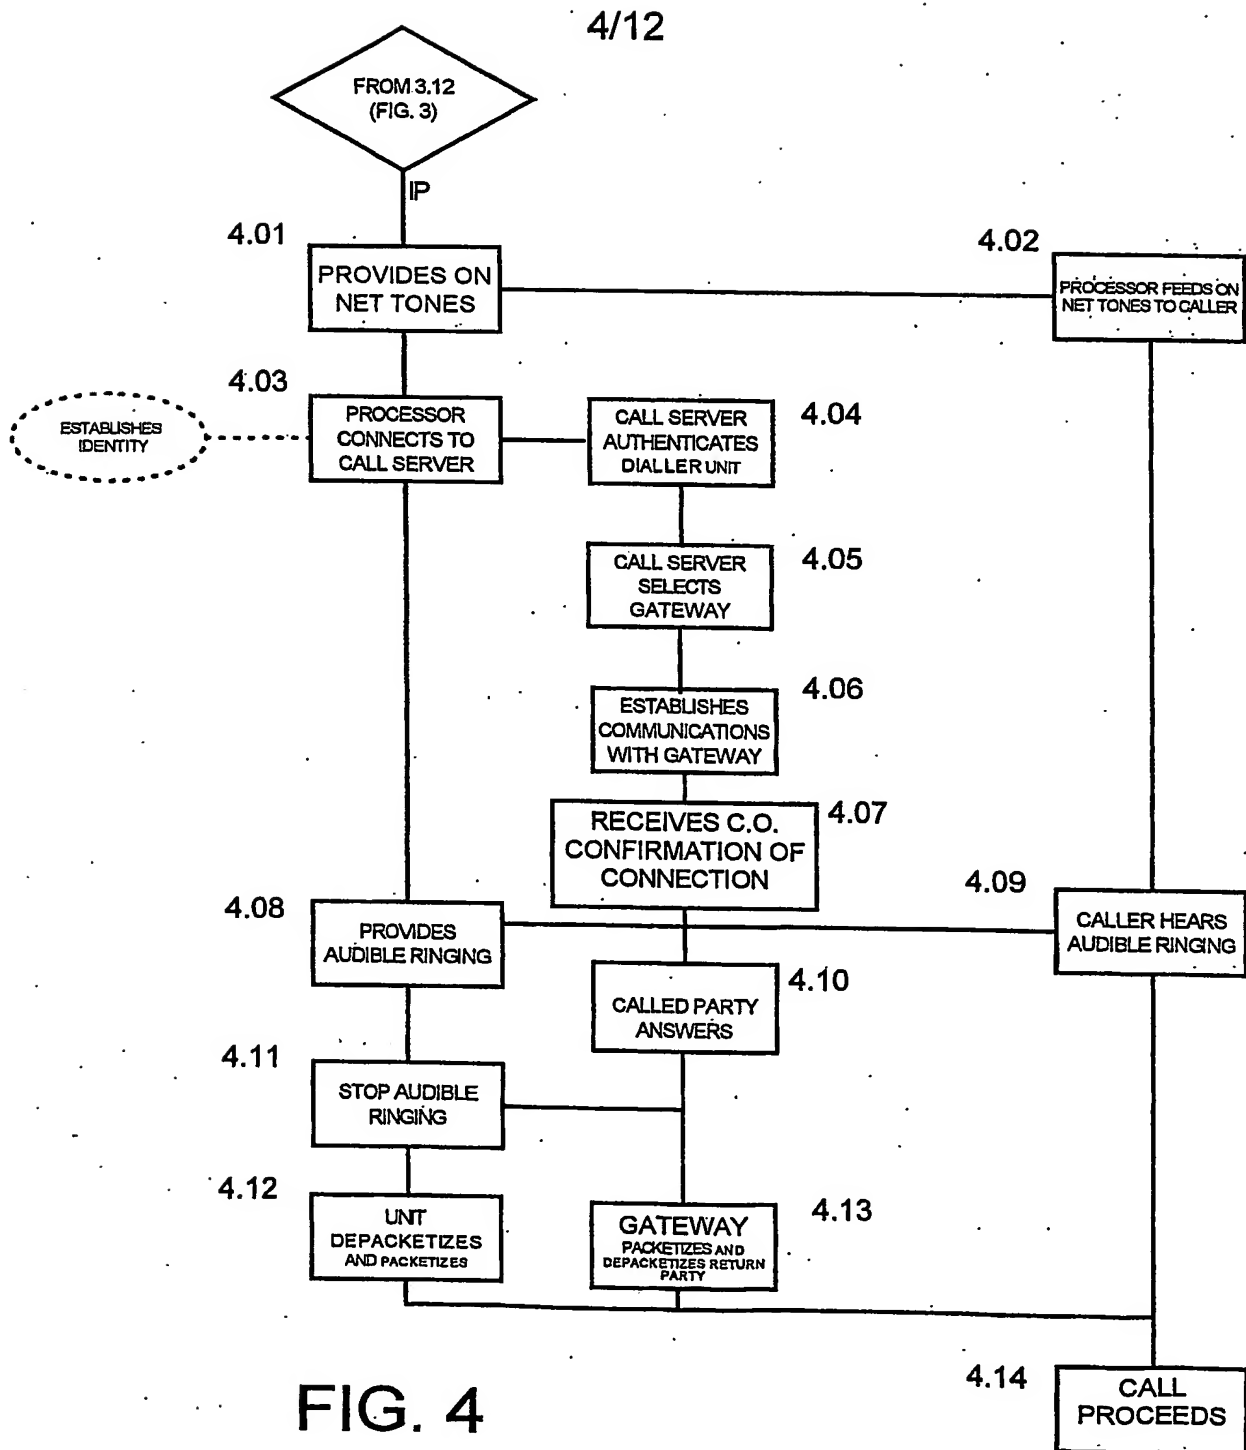 4/12
FROM 3.12
(FIG. 3)
IP
4.01
PROVIDES ON
NET TONES
4.02
PROCESSOR FEEDS ON
NET TONES TO CALLER
4.03
PROCESSOR
CONNECTS TO
CALL SERVER
ESTABLISHES
IDENTITY
4.04
CALL SERVER
AUTHENTICATES
DIALLER UNIT
4.05
CALL SERVER
SELECTS
GATEWAY
4.06
ESTABLISHES
COMMUNICATIONS
WITH GATEWAY
4.07
RECEIVES C.O.
CONFIRMATION OF
CONNECTION
4.08
PROVIDES
AUDIBLE RINGING
4.09
CALLER HEARS
AUDIBLE RINGING
4.10
CALLED PARTY
ANSWERS
4.11
STOP AUDIBLE
RINGING
4.12
UNIT
DEPACKETIZES
AND PACKETIZES
4.13
GATEWAY
PACKETIZES AND
DEPACKETIZES RETURN
PARTY
4.14
CALL
PROCEEDS
FIG. 4